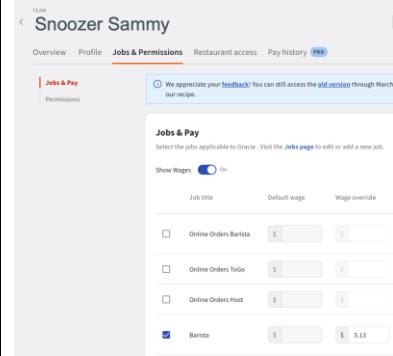 TEAM
Snoozer Sammy
Overview Profile Jobs & Permissions Restaurant access Pay history PRO
Jobs & Pay
Permissions
We appreciate your feedback! You can still access the old version through March
our recipe.
Jobs & Pay
Select the jobs applicable to Gracie . Visit the Jobs page to edit or add a new job.
Show Wages On
Job title Default wage Wage override
Online Orders Barista $ $
Online Orders ToGo $ $
Online Orders Host $ $
Barista $ $ 5.13